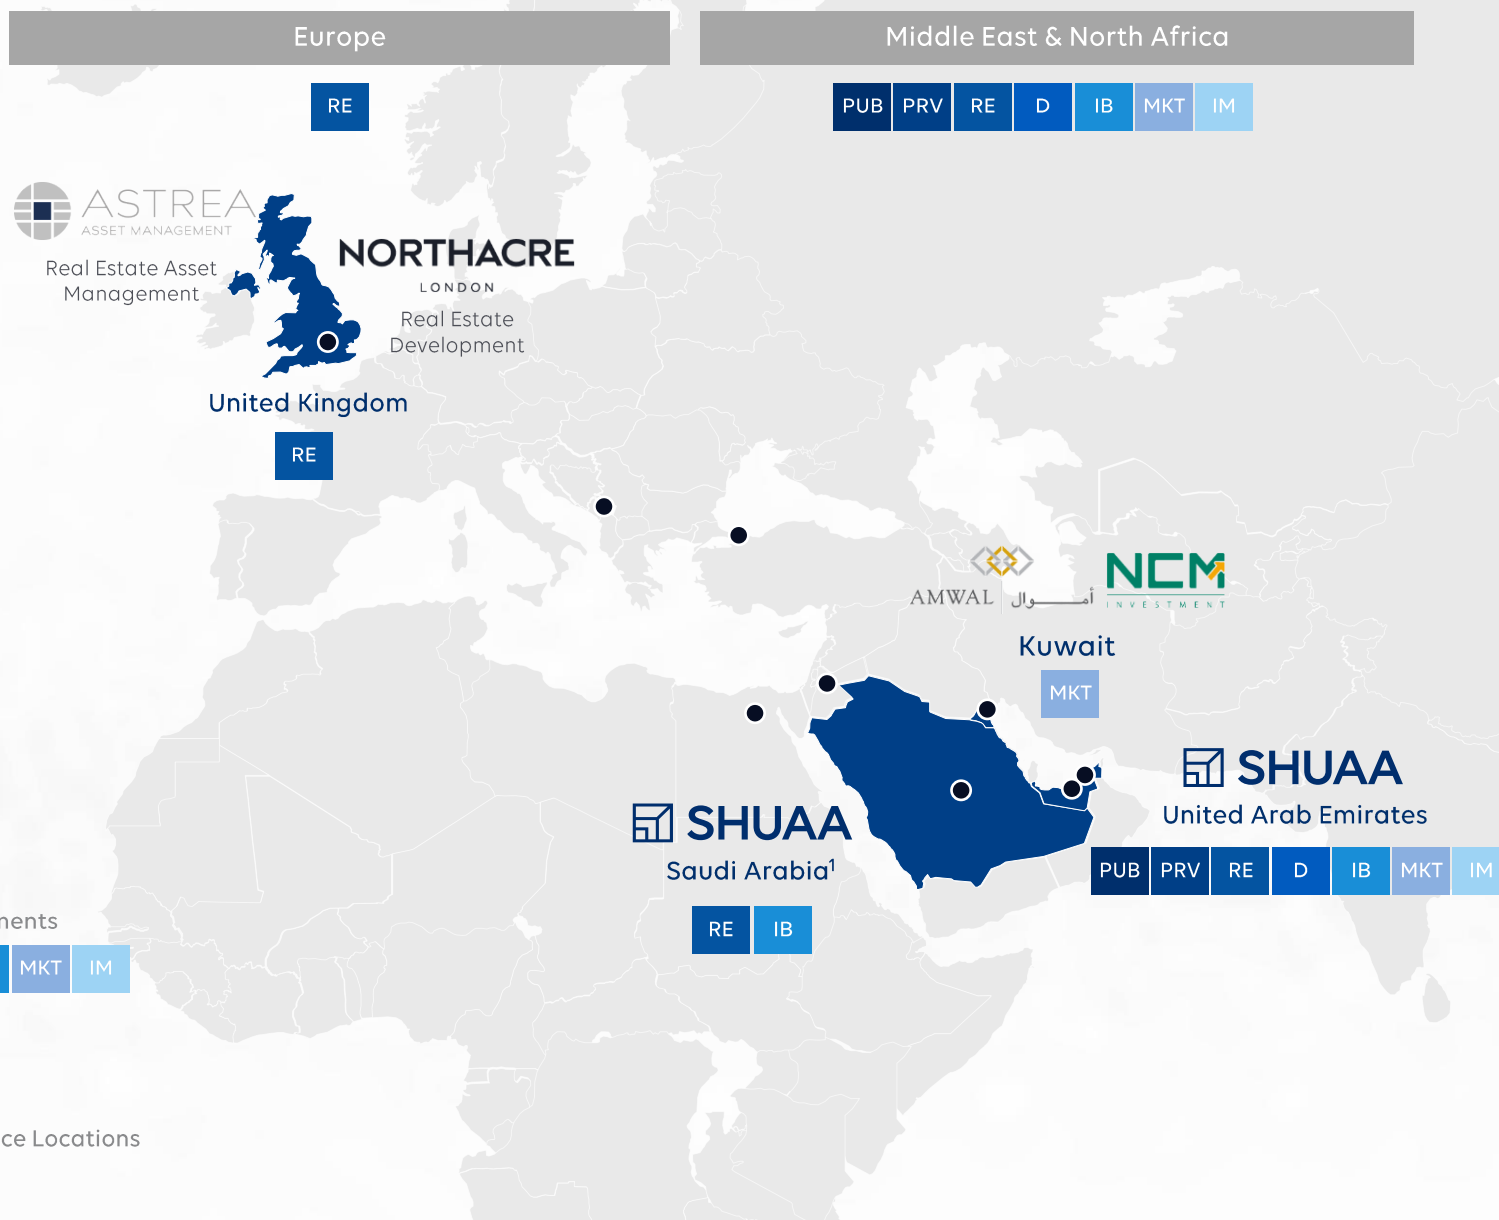 Europe
RE
ASTREA
ASSET MANAGEMENT
Real Estate Asset
Management
NORTHACRE
LONDON
Real Estate
Development
United Kingdom
RE
Middle East & North Africa
PUB PRV RE D IB MKT IM
AMWAL أمـــوال
NCM
INVESTMENT
Kuwait
MKT
SHUAA
United Arab Emirates
PUB PRV RE D IB MKT IM
SHUAA
Saudi Arabia¹
RE IB
ments
MKT IM
ce Locations